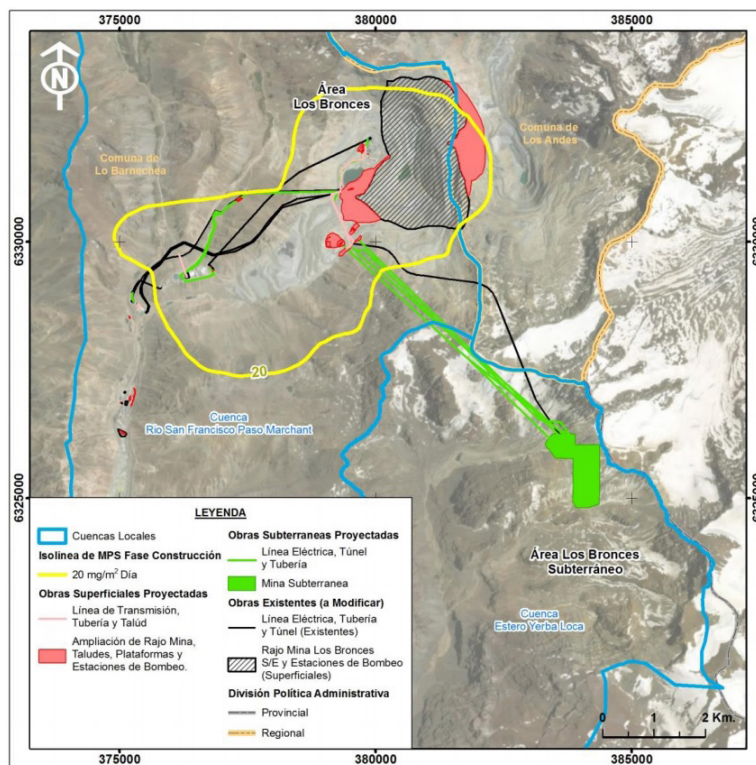 375000
380000
385000
N
Área
Los Bronces
Comuna de
Los Andes
Comuna de
Lo Barnechea
6330000
6330000
20
Cuenca
Rio San Francisco Paso Marchant
6325000
6325000
Área Los Bronces
Subterráneo
Cuenca
Estero Yerba Loca
LEYENDA
Cuencas Locales
Isolinea de MPS Fase Construcción
20 mg/m² Día
Obras Superficiales Proyectadas
Línea de Transmisión,
Tubería y Talúd
Ampliación de Rajo Mina,
Taludes, Plataformas y
Estaciones de Bombeo.
Obras Subterraneas Proyectadas
Línea Eléctrica, Túnel
y Tubería
Mina Subterranea
Obras Existentes (a Modificar)
Línea Eléctrica, Tubería
y Túnel (Existentes)
Rajo Mina Los Bronces
S/E y Estaciones de Bombeo
(Superficiales)
División Política Administrativa
Provincial
Regional
0 1 2 Km.
375000
380000
385000